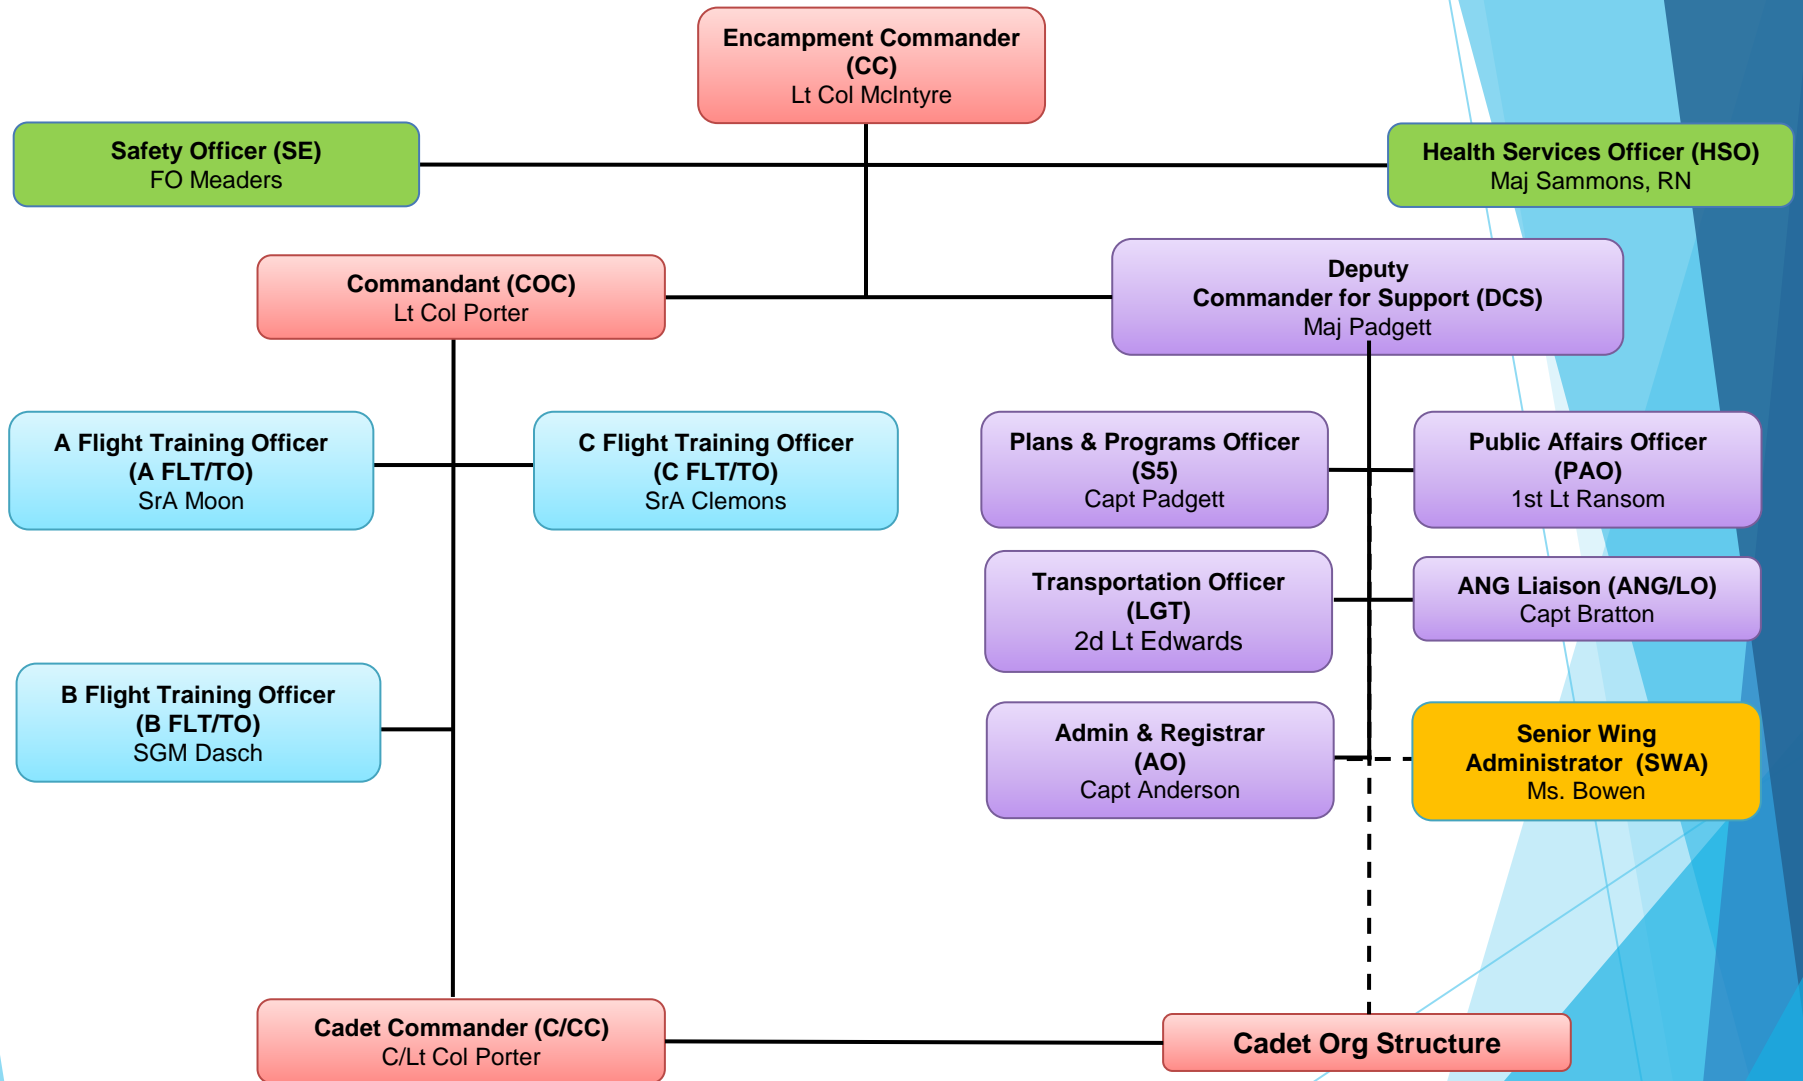 Encampment Commander
(CC)
Lt Col McIntyre
Safety Officer (SE)
FO Meaders
Health Services Officer (HSO)
Maj Sammons, RN
Commandant (COC)
Lt Col Porter
Deputy
Commander for Support (DCS)
Maj Padgett
A Flight Training Officer
(A FLT/TO)
SrA Moon
C Flight Training Officer
(C FLT/TO)
SrA Clemons
Plans & Programs Officer
(S5)
Capt Padgett
Public Affairs Officer
(PAO)
1st Lt Ransom
Transportation Officer
(LGT)
2d Lt Edwards
ANG Liaison (ANG/LO)
Capt Bratton
B Flight Training Officer
(B FLT/TO)
SGM Dasch
Admin & Registrar
(AO)
Capt Anderson
Senior Wing
Administrator (SWA)
Ms. Bowen
Cadet Commander (C/CC)
C/Lt Col Porter
Cadet Org Structure